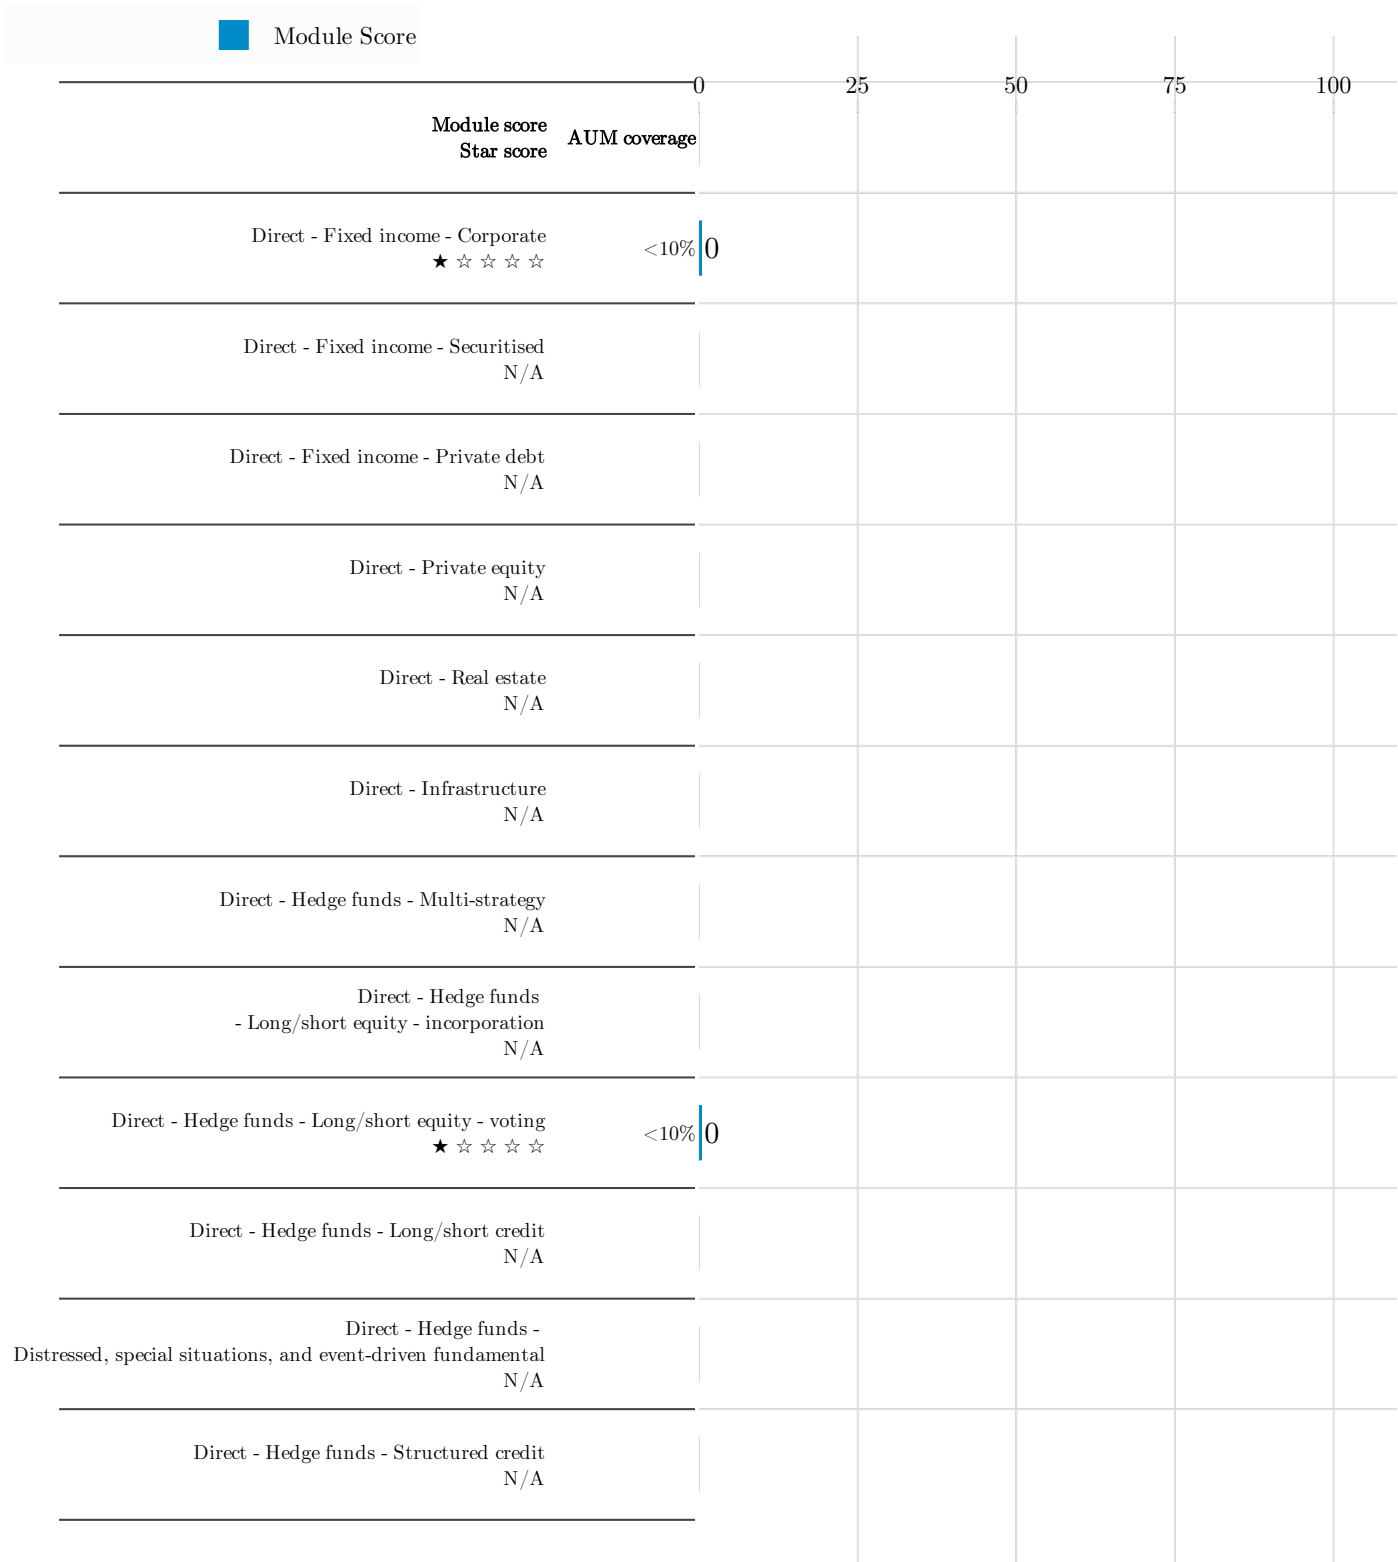 Module Score
0 25 50 75 100
Module score
Star score
AUM coverage
Direct - Fixed income - Corporate
★ ☆ ☆ ☆ ☆
<10% 0
Direct - Fixed income - Securitised
N/A
Direct - Fixed income - Private debt
N/A
Direct - Private equity
N/A
Direct - Real estate
N/A
Direct - Infrastructure
N/A
Direct - Hedge funds - Multi-strategy
N/A
Direct - Hedge funds
- Long/short equity - incorporation
N/A
Direct - Hedge funds - Long/short equity - voting
★ ☆ ☆ ☆ ☆
<10% 0
Direct - Hedge funds - Long/short credit
N/A
Direct - Hedge funds -
Distressed, special situations, and event-driven fundamental
N/A
Direct - Hedge funds - Structured credit
N/A